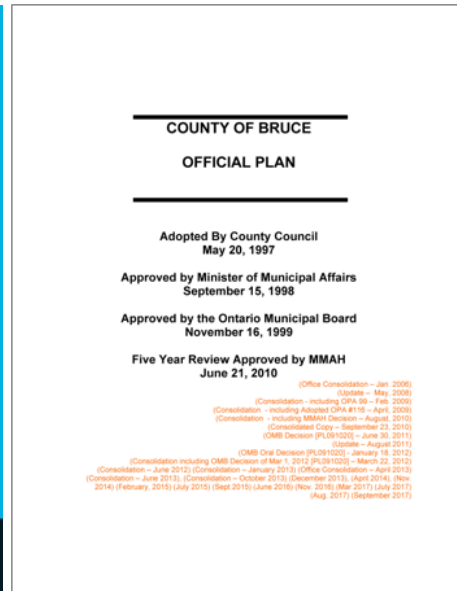 COUNTY OF BRUCE
OFFICIAL PLAN
Adopted By County Council
May 20, 1997
Approved by Minister of Municipal Affairs
September 15, 1998
Approved by the Ontario Municipal Board
November 16, 1999
Five Year Review Approved by MMAH
June 21, 2010
(Office Consolidation – Jan. 2006)
(Update – May, 2008)
(Consolidation - including OPA 99 – Feb. 2009)
(Consolidation - including Adopted OPA #116 – April, 2009)
(Consolidation - including MMAH Decision – August, 2010)
(Consolidated Copy – September 23, 2010)
(OMB Decision [PL091020] – June 30, 2011)
(Update – August 2011)
(OMB Oral Decision [PL091020] - January 18, 2012)
(Consolidation including OMB Decision of Mar 1, 2012 [PL091020] – March 22, 2012)
(Consolidation – June 2012) (Consolidation – January 2013) (Office Consolidation – April 2013)
(Consolidation – June 2013), (Consolidation – October 2013) (December 2013), (April 2014), (Nov.
2014) (February, 2015) (July 2015) (Sept 2015) (June 2016) (Nov. 2016) (Mar 2017) (July 2017)
(Aug. 2017) (September 2017)